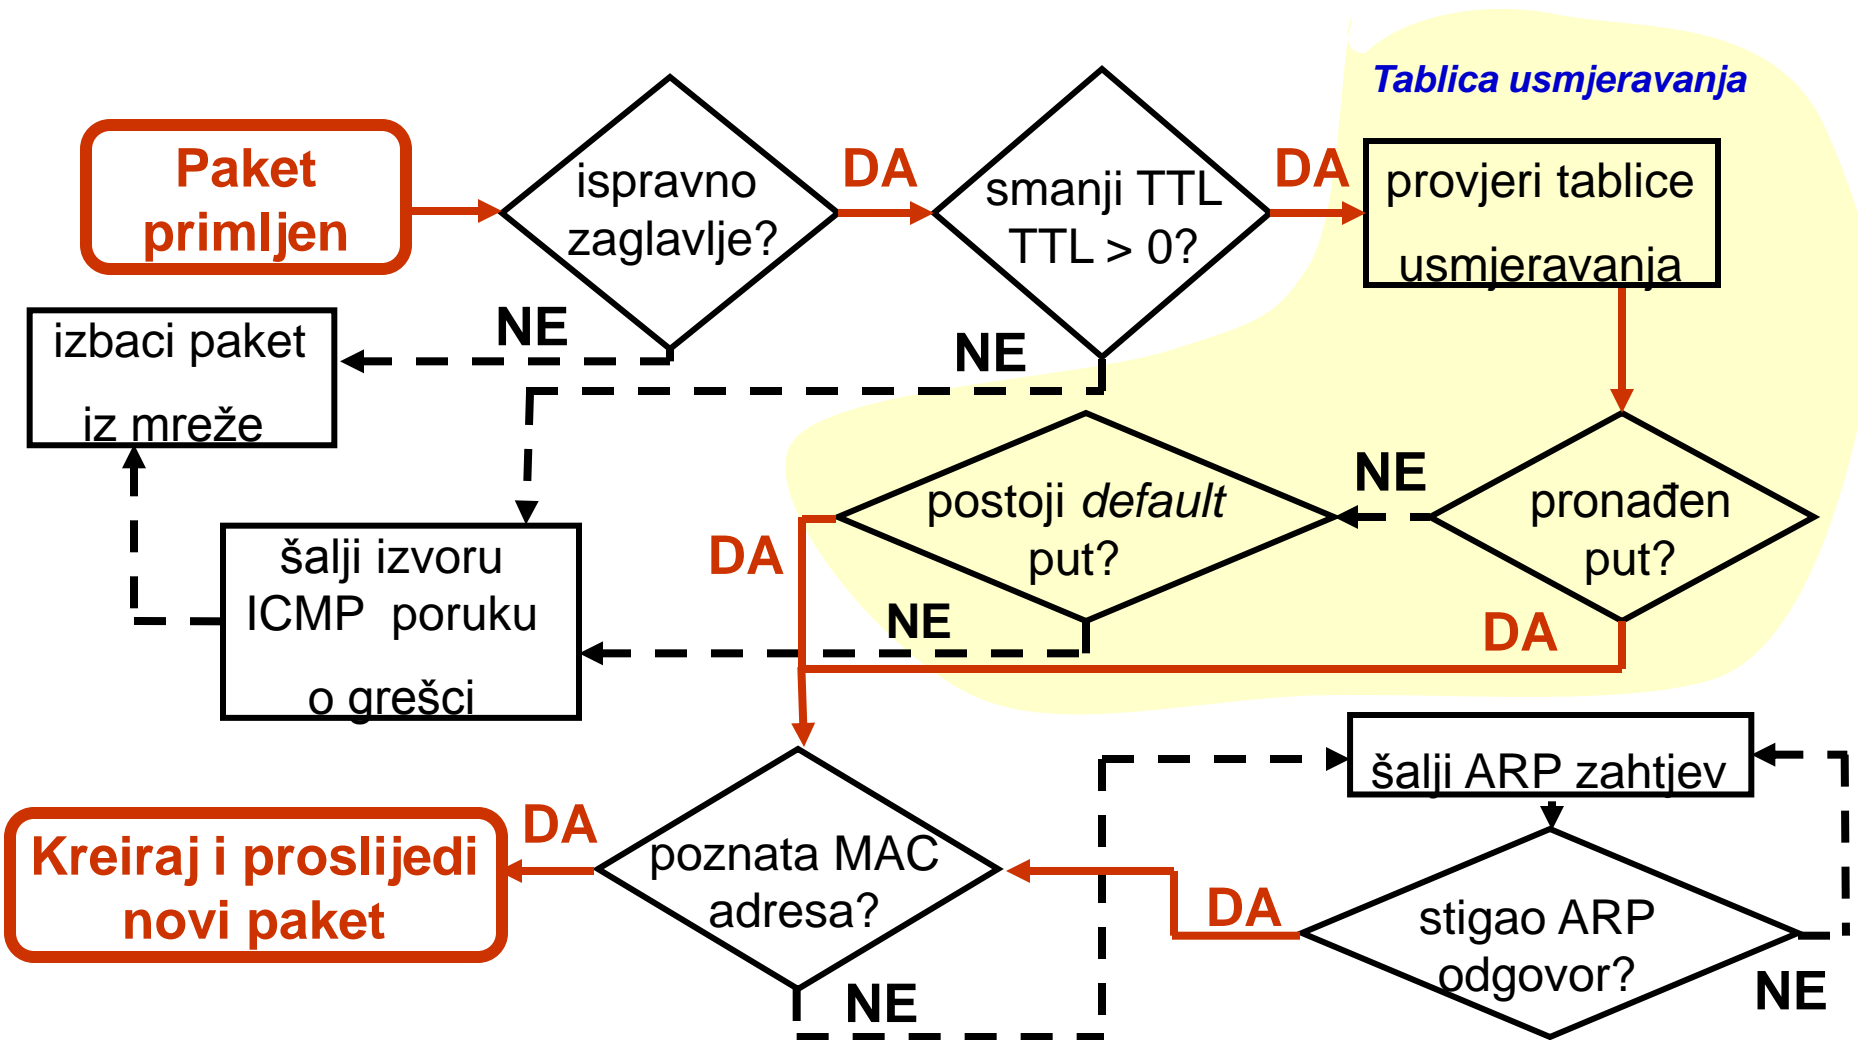 Tablica usmjeravanja
Paket
primljen
ispravno
zaglavlje?
DA
smanji TTL
TTL > 0?
DA
provjeri tablice
usmjeravanja
NE
NE
izbaci paket
iz mreže
postoji default
put?
NE
pronađen
put?
DA
NE
DA
šalji izvoru
ICMP poruku
o grešci
šalji ARP zahtjev
Kreiraj i proslijedi
novi paket
DA
poznata MAC
adresa?
DA
stigao ARP
odgovor?
NE
NE